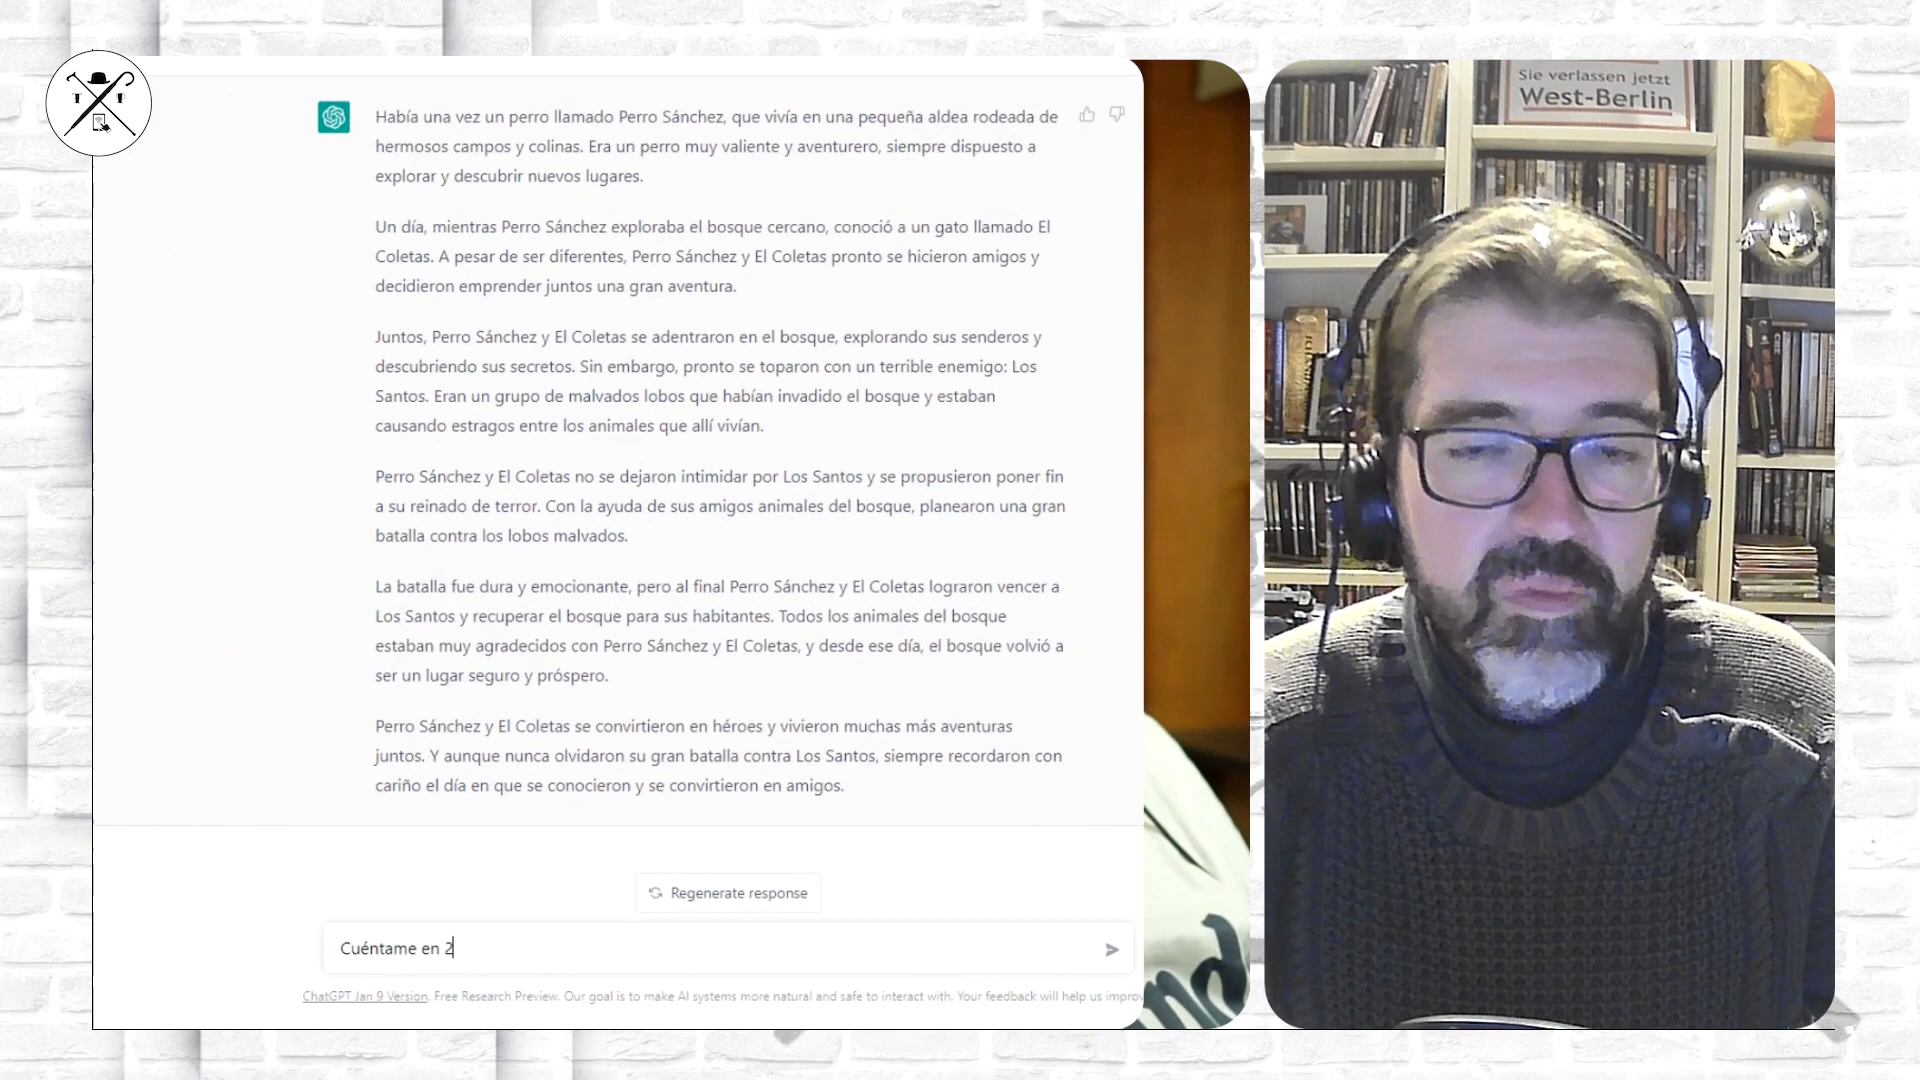 Sie verlassen jetzt
West-Berlin
T P
Había una vez un perro llamado Perro Sánchez, que vivía en una pequeña aldea rodeada de
hermosos campos y colinas. Era un perro muy valiente y aventurero, siempre dispuesto a
explorar y descubrir nuevos lugares.
Un día, mientras Perro Sánchez exploraba el bosque cercano, conoció a un gato llamado El
Coletas. A pesar de ser diferentes, Perro Sánchez y El Coletas pronto se hicieron amigos y
decidieron emprender juntos una gran aventura.
Juntos, Perro Sánchez y El Coletas se adentraron en el bosque, explorando sus senderos y
descubriendo sus secretos. Sin embargo, pronto se toparon con un terrible enemigo: Los
Santos. Eran un grupo de malvados lobos que habían invadido el bosque y estaban
causando estragos entre los animales que allí vivían.
Perro Sánchez y El Coletas no se dejaron intimidar por Los Santos y se propusieron poner fin
a su reinado de terror. Con la ayuda de sus amigos animales del bosque, planearon una gran
batalla contra los lobos malvados.
La batalla fue dura y emocionante, pero al final Perro Sánchez y El Coletas lograron vencer a
Los Santos y recuperar el bosque para sus habitantes. Todos los animales del bosque
estaban muy agradecidos con Perro Sánchez y El Coletas, y desde ese día, el bosque volvió a
ser un lugar seguro y próspero.
Perro Sánchez y El Coletas se convirtieron en héroes y vivieron muchas más aventuras
juntos. Y aunque nunca olvidaron su gran batalla contra Los Santos, siempre recordaron con
cariño el día en que se conocieron y se convirtieron en amigos.
Regenerate response
Cuéntame en 2
ChatGPT Jan 9 Version. Free Research Preview. Our goal is to make AI systems more natural and safe to interact with. Your feedback will help us improv